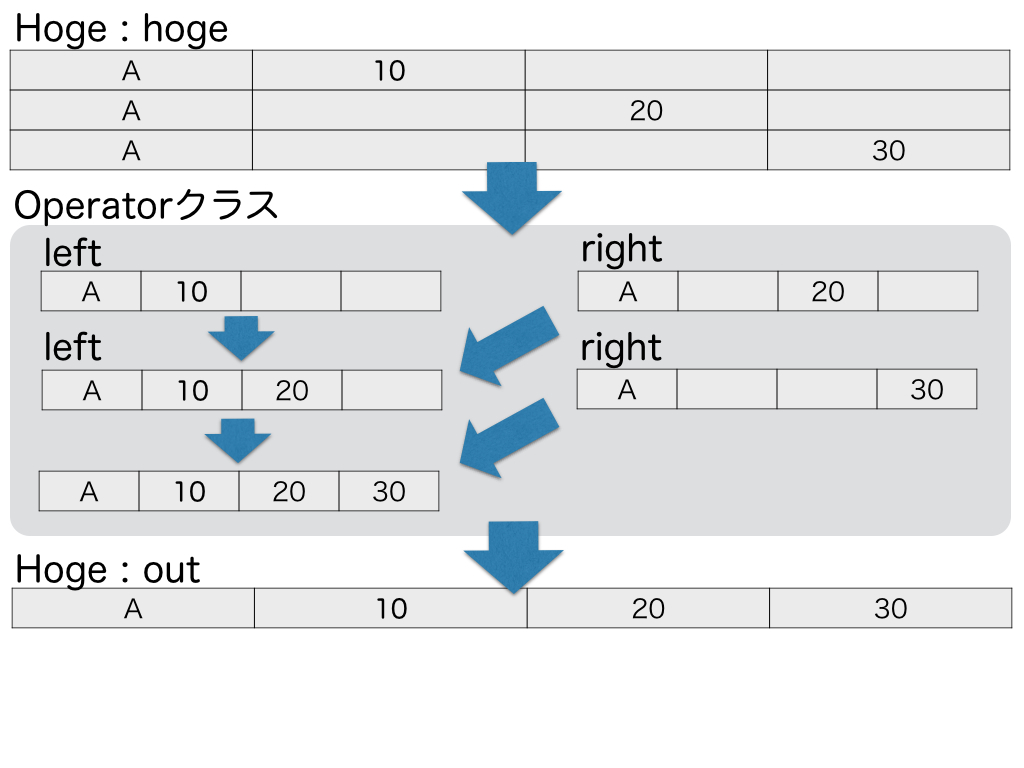 Hoge : hoge
A 10
A 20
A 30
Operatorクラス
left right
A 10 A 20
left right
A 10 20 A 30
A 10 20 30
Hoge : out
A 10 20 30